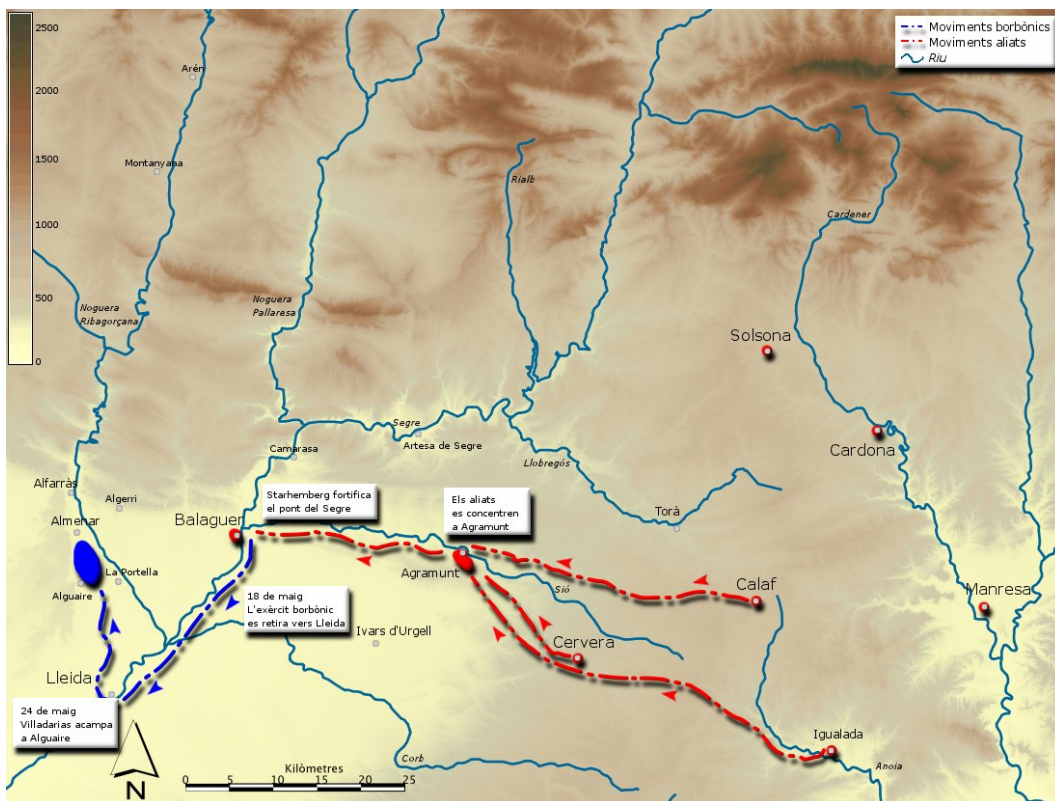 2500
2000
1500
1000
500
0
Moviments borbònics
Moviments aliats
Riu
Arén
Montanyana
Rialb
Cardener
Noguera
Ribagorçana
Noguera
Pallaresa
Solsona
Segre
Artesa de Segre
Camarasa
Llobregós
Cardona
Alfarràs
Algerri
Almenar
Balaguer
Starhemberg fortifica
el pont del Segre
Els aliats
es concentren
a Agramunt
Torà
La Portella
Alguaire
Agramunt
Sió
Calaf
Manresa
18 de maig
L'exèrcit borbònic
es retira vers Lleida
Ivars d'Urgell
Cervera
Lleida
24 de maig
Villadarias acampa
a Alguaire
Igualada
Anoia
Corb
N
Kilòmetres
0 5 10 15 20 25